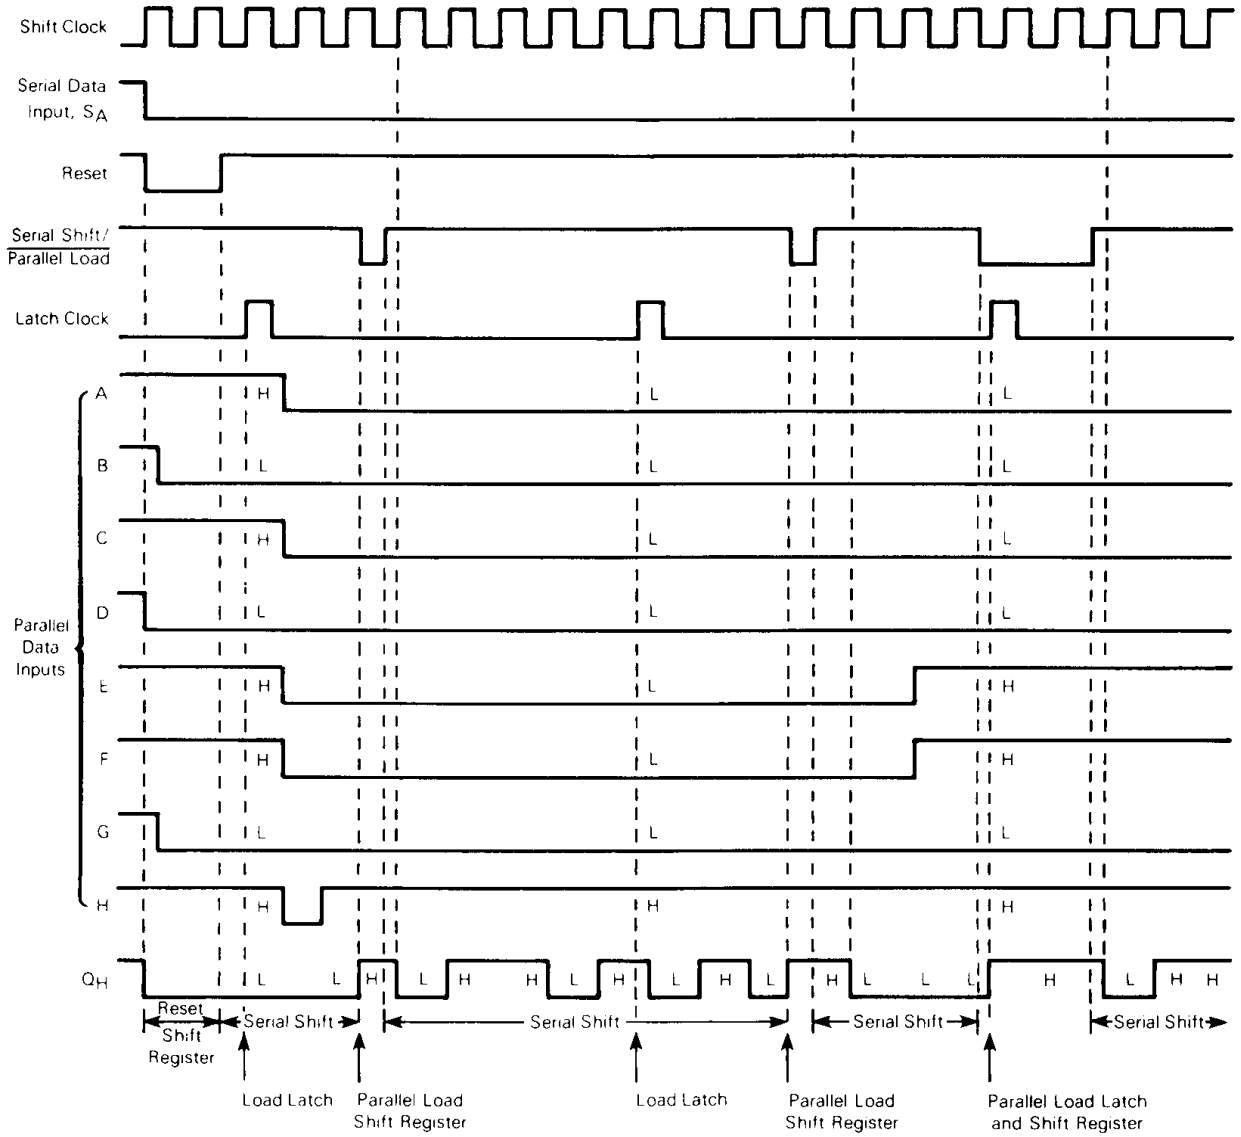 Shift Clock
Serial Data
Input, SA
Reset
Serial Shift/
Parallel Load
Latch Clock
A H L L
B L L L
C H L L
D L L L
Parallel
Data
Inputs
E H L H
F H L H
G L L L
H H H H
QH L L H L H H L H L H L H L L L H L H H
Reset
Shift
Register
Serial Shift
Serial Shift
Serial Shift
Serial Shift
Load Latch
Parallel Load
Shift Register
Load Latch
Parallel Load
Shift Register
Parallel Load Latch
and Shift Register